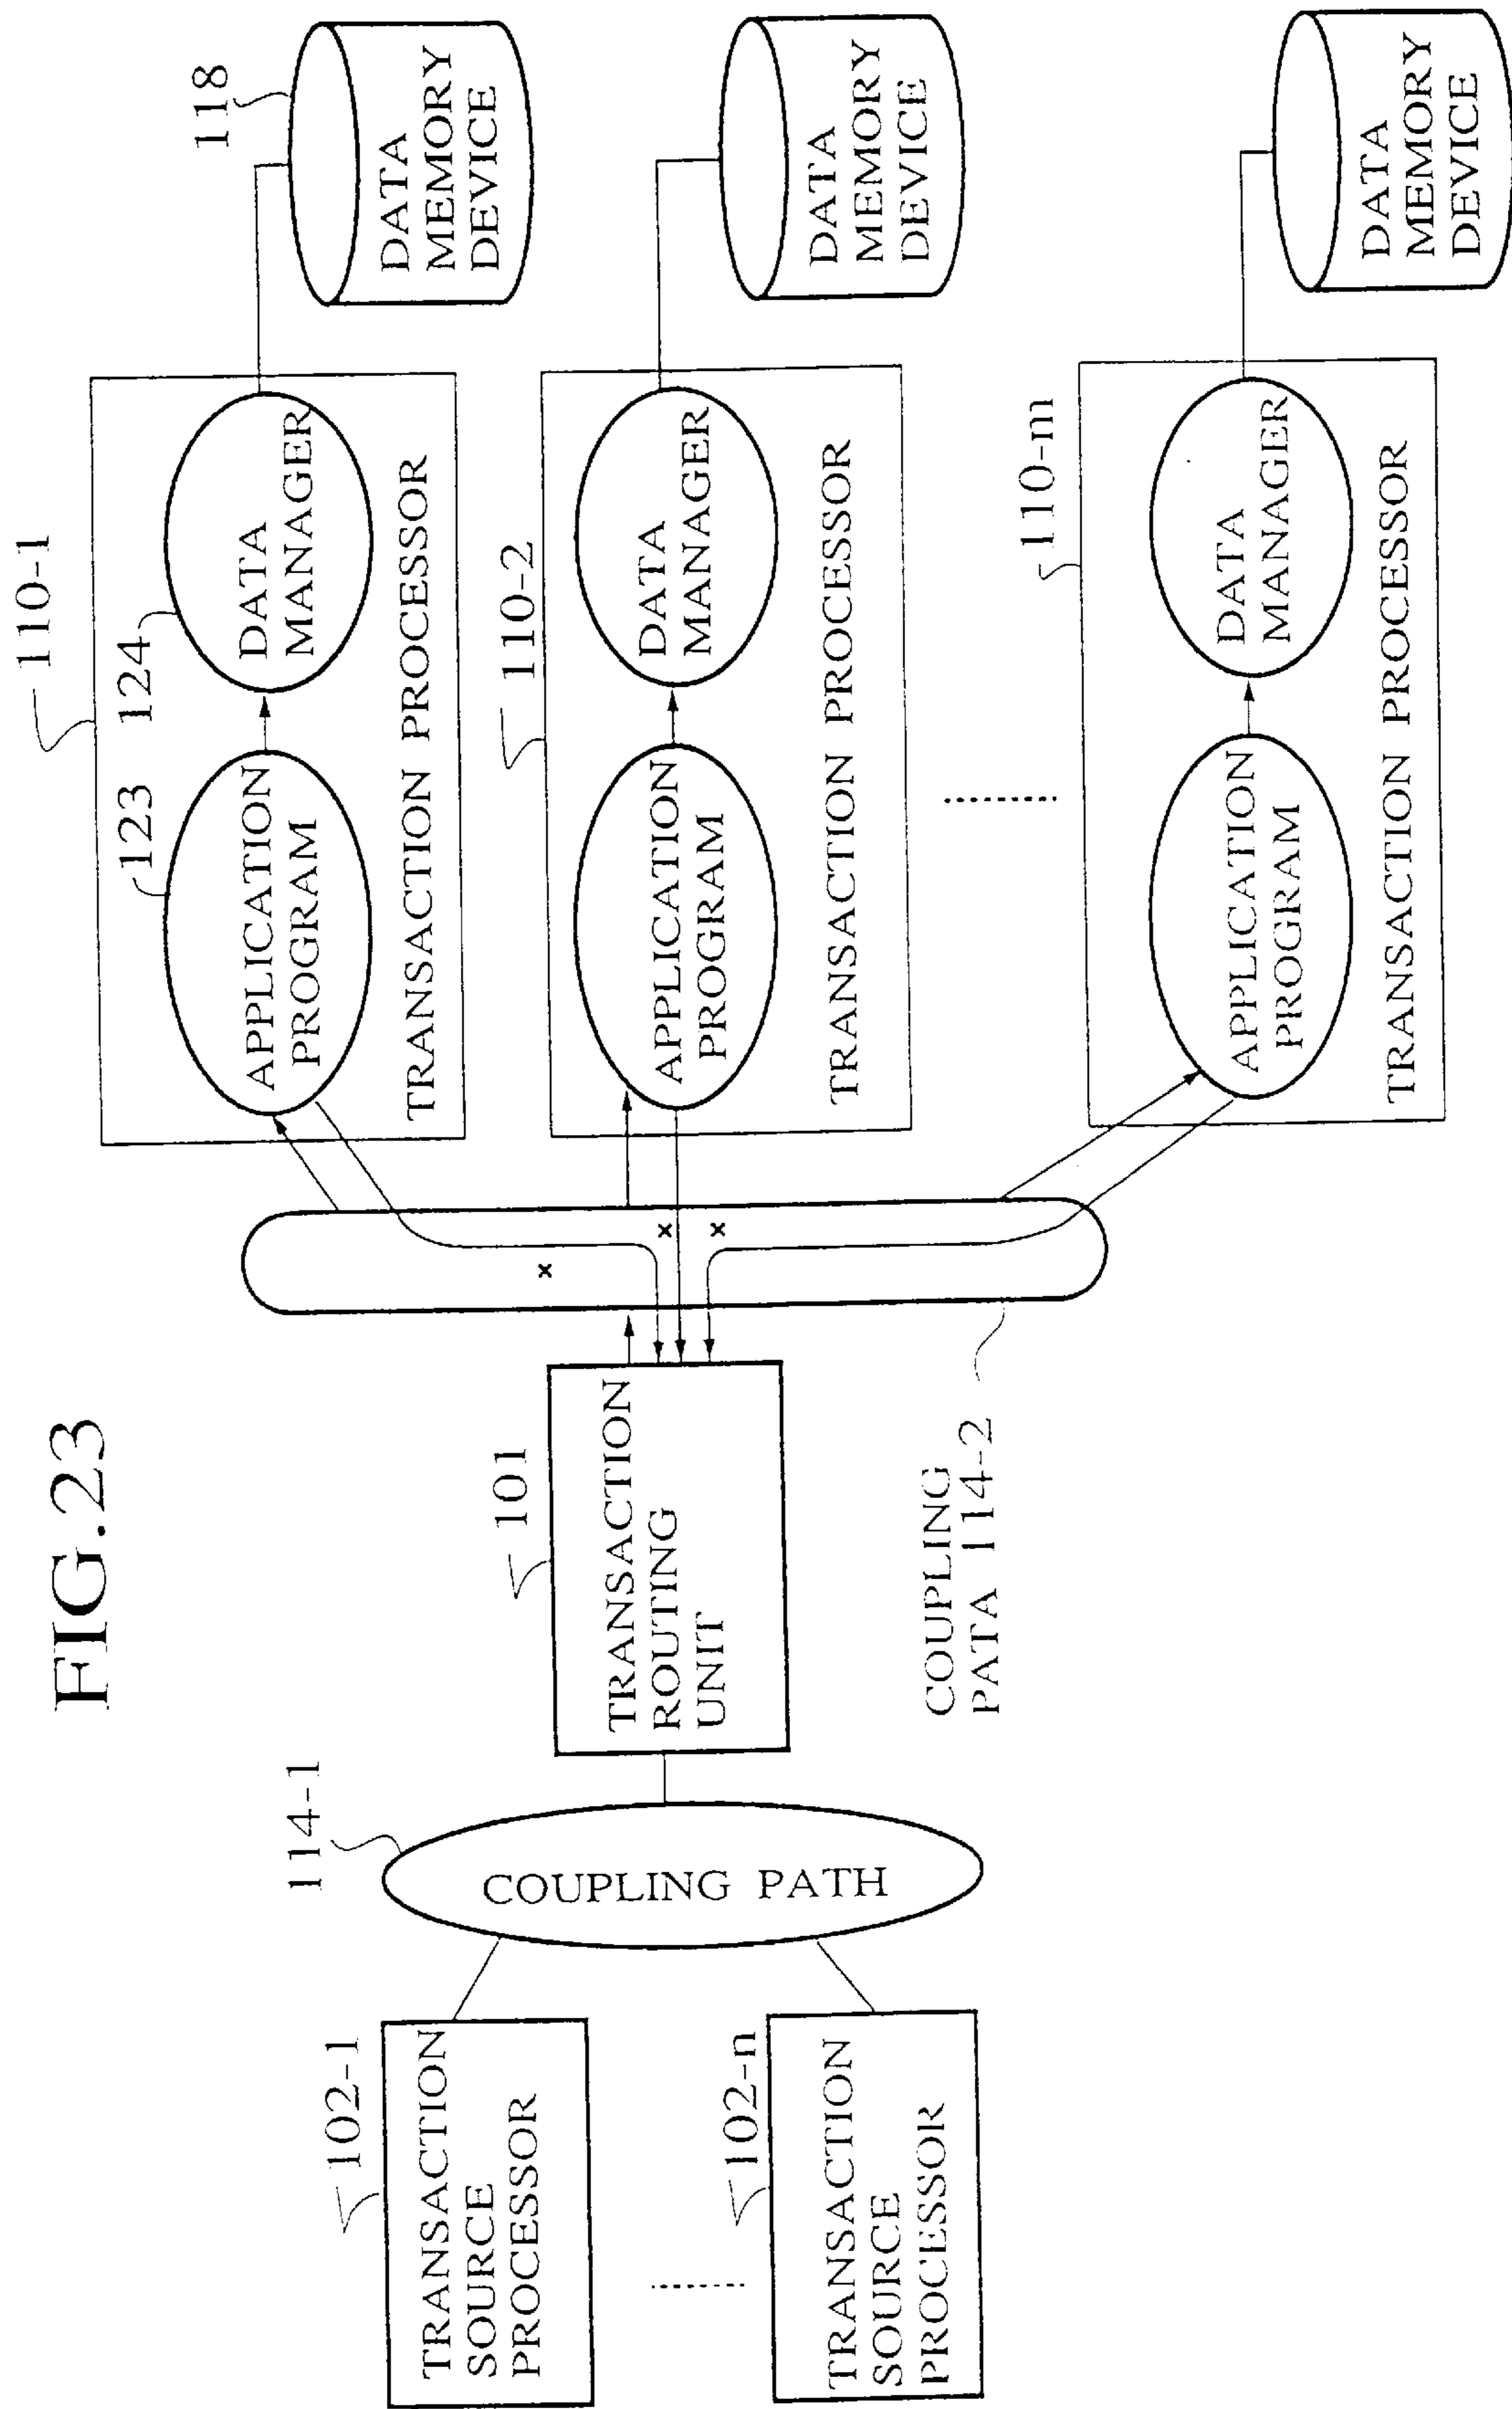 FIG.23
102-1
TRANSACTION
SOURCE
PROCESSOR
102-n
TRANSACTION
SOURCE
PROCESSOR
114-1
COUPLING PATH
101
TRANSACTION
ROUTING
UNIT
COUPLING
PATA 114-2
x
x
x
110-1
123
124
APPLICATION
PROGRAM
DATA
MANAGER
TRANSACTION PROCESSOR
118
DATA
MEMORY
DEVICE
110-2
APPLICATION
PROGRAM
DATA
MANAGER
TRANSACTION PROCESSOR
DATA
MEMORY
DEVICE
110-m
APPLICATION
PROGRAM
DATA
MANAGER
TRANSACTION PROCESSOR
DATA
MEMORY
DEVICE